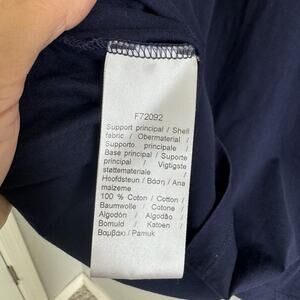 F72092
Support principal / Shell
fabric / Obermaterial /
Supporto principale /
Base principal / Suporte
principal / Vigtigste
stettemateriale /
Hoofdsteun / Βάση / Ana
malzeme
100 % Coton / Cotton /
Baumwolle / Cotone /
Algodón / Algodão /
Bomuld / Katoen /
Βαμβάκι / Pamuk